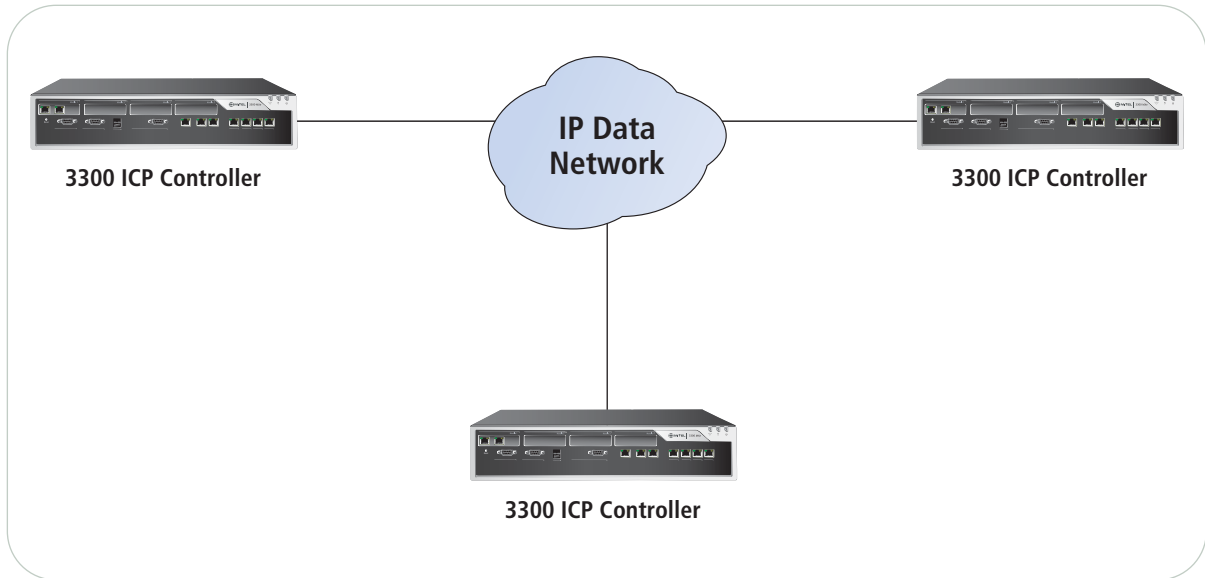 IP Data
Network
3300 ICP Controller
3300 ICP Controller
3300 ICP Controller